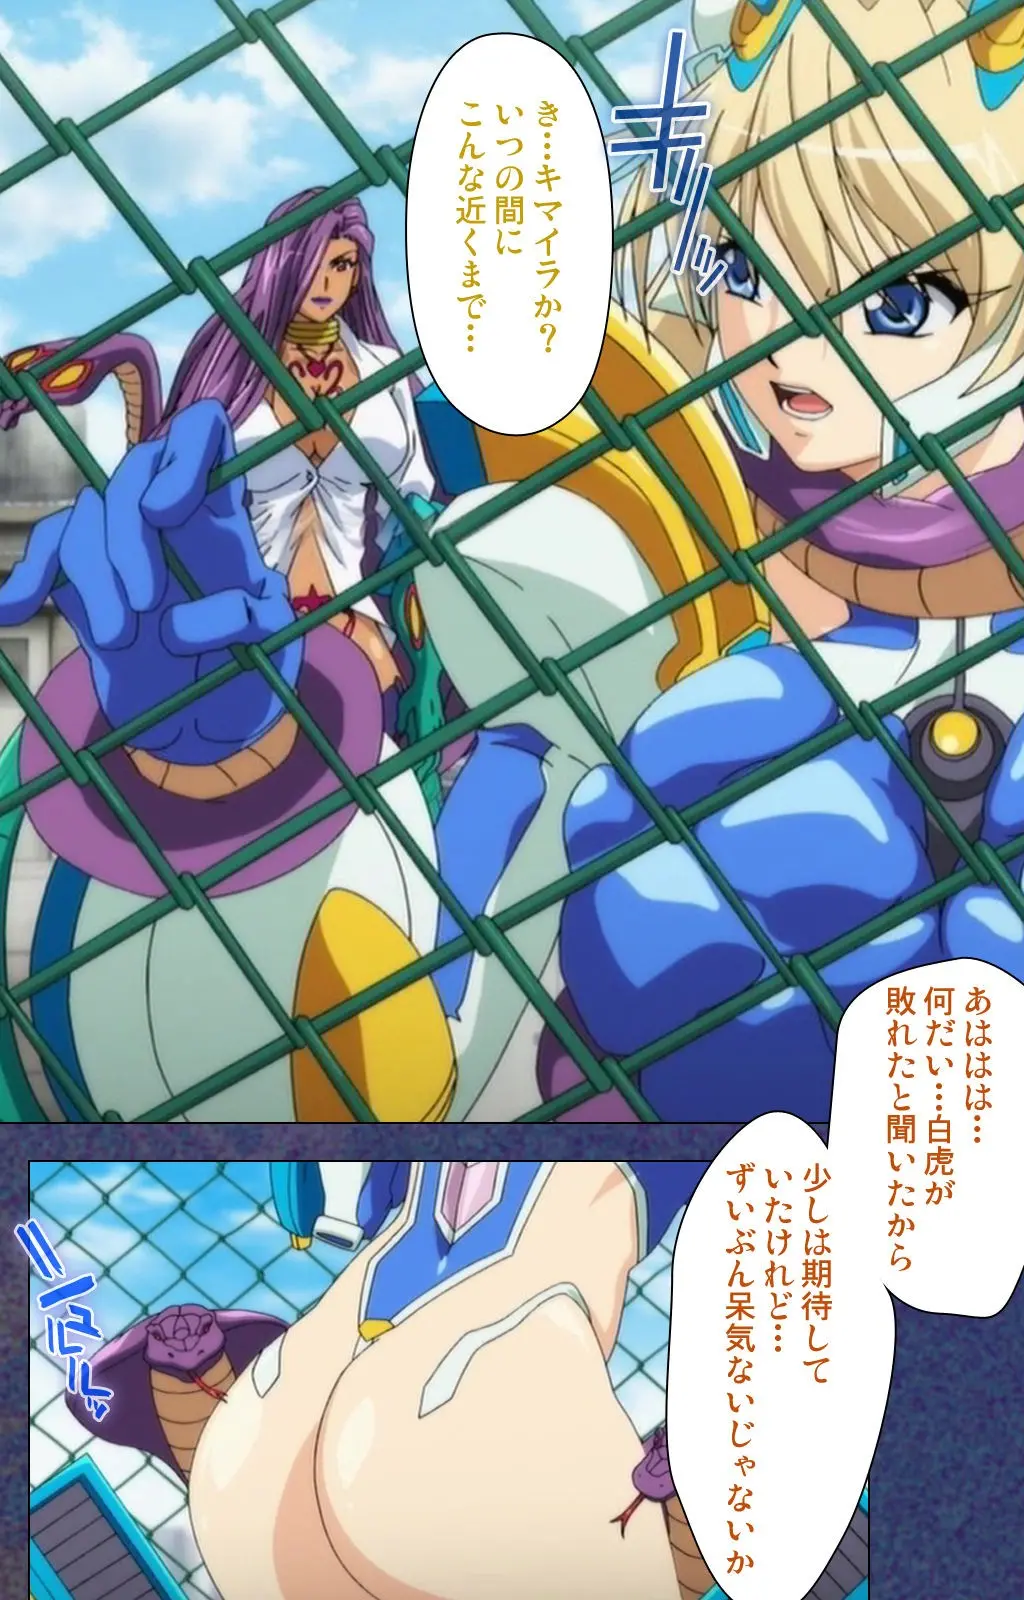 き…キマイラか?
いつの間に
こんな近くまで…
キッ
あははは…
何だい…白虎が
敗れたと聞いたから
少しは期待して
いたけれど…
ずいぶん呆気ないじゃないか
シュルルッ